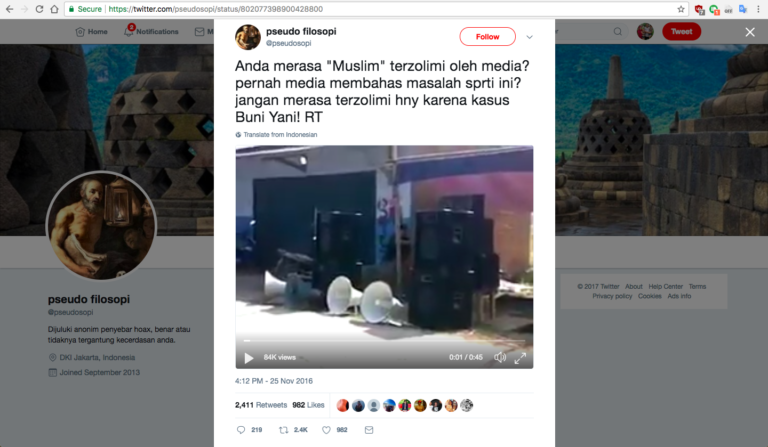 Secure https://twitter.com/pseudosopi/status/802077398900428800
Home Notifications M
Tweet
pseudo filosopi
@pseudosopi
Follow
Anda merasa "Muslim" terzolimi oleh media?
pernah media membahas masalah sprti ini?
jangan merasa terzolimi hny karena kasus
Buni Yani! RT
Translate from Indonesian
84K views
0:01 / 0:45
4:12 PM - 25 Nov 2016
2,411 Retweets 982 Likes
219 2.4K 982
pseudo filosopi
@pseudosopi
Dijuluki anonim penyebar hoax, benar atau
tidaknya tergantung kecerdasan anda.
DKI Jakarta, Indonesia
Joined September 2013
© 2017 Twitter About Help Center Terms
Privacy policy Cookies Ads info